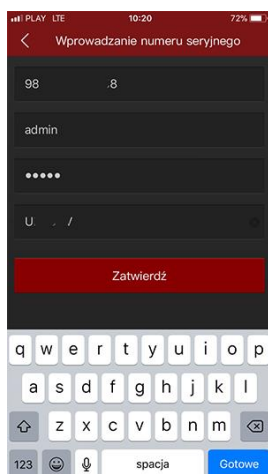 PLAY LTE 10:20 72%
Wprowadzanie numeru seryjnego
98 8
admin
•••••
U /
Zatwierdź
q w e r t y u i o p
a s d f g h j k l
z x c v b n m
123 spacja Gotowe